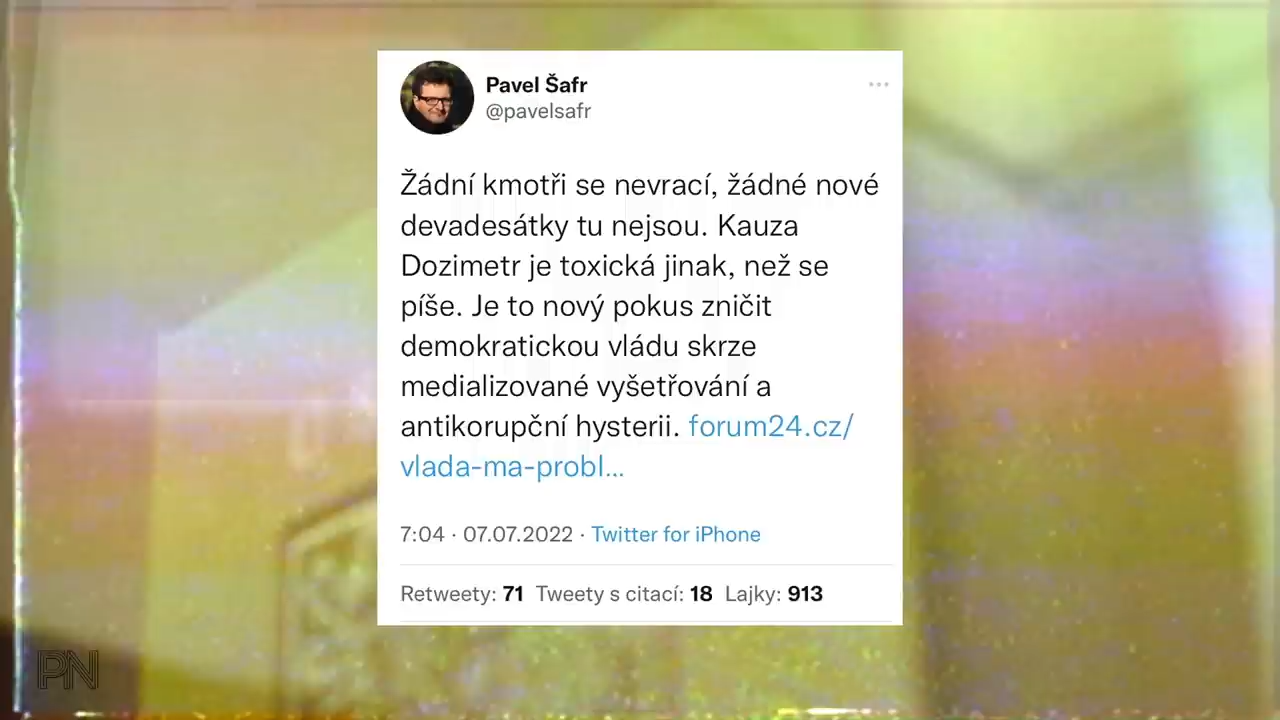 Pavel Šafr
@pavelsafr
Žádní kmotři se nevrací, žádné nové
devadesátky tu nejsou. Kauza
Dozimetr je toxická jinak, než se
píše. Je to nový pokus zničit
demokratickou vládu skrze
medializované vyšetřování a
antikorupční hysterii. forum24.cz/
vlada-ma-probl...
7:04 · 07.07.2022 · Twitter for iPhone
Retweety: 71 Tweety s citací: 18 Lajky: 913
PN